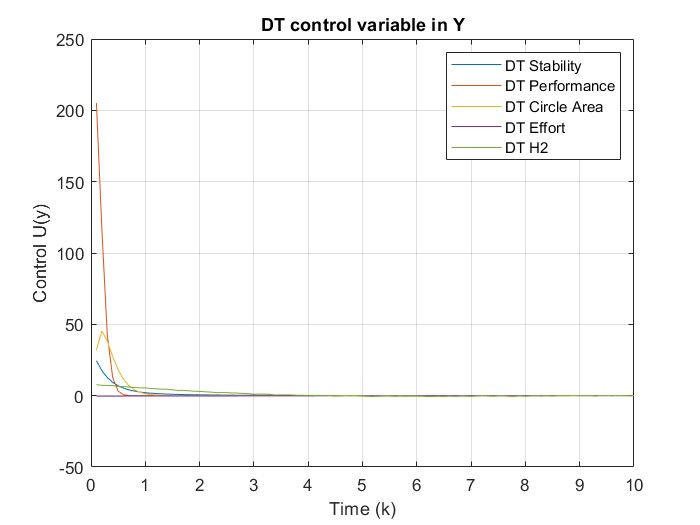 DT control variable in Y
250
200
150
100
50
0
-50
Control U(y)
DT Stability
DT Performance
DT Circle Area
DT Effort
DT H2
0 1 2 3 4 5 6 7 8 9 10
Time (k)